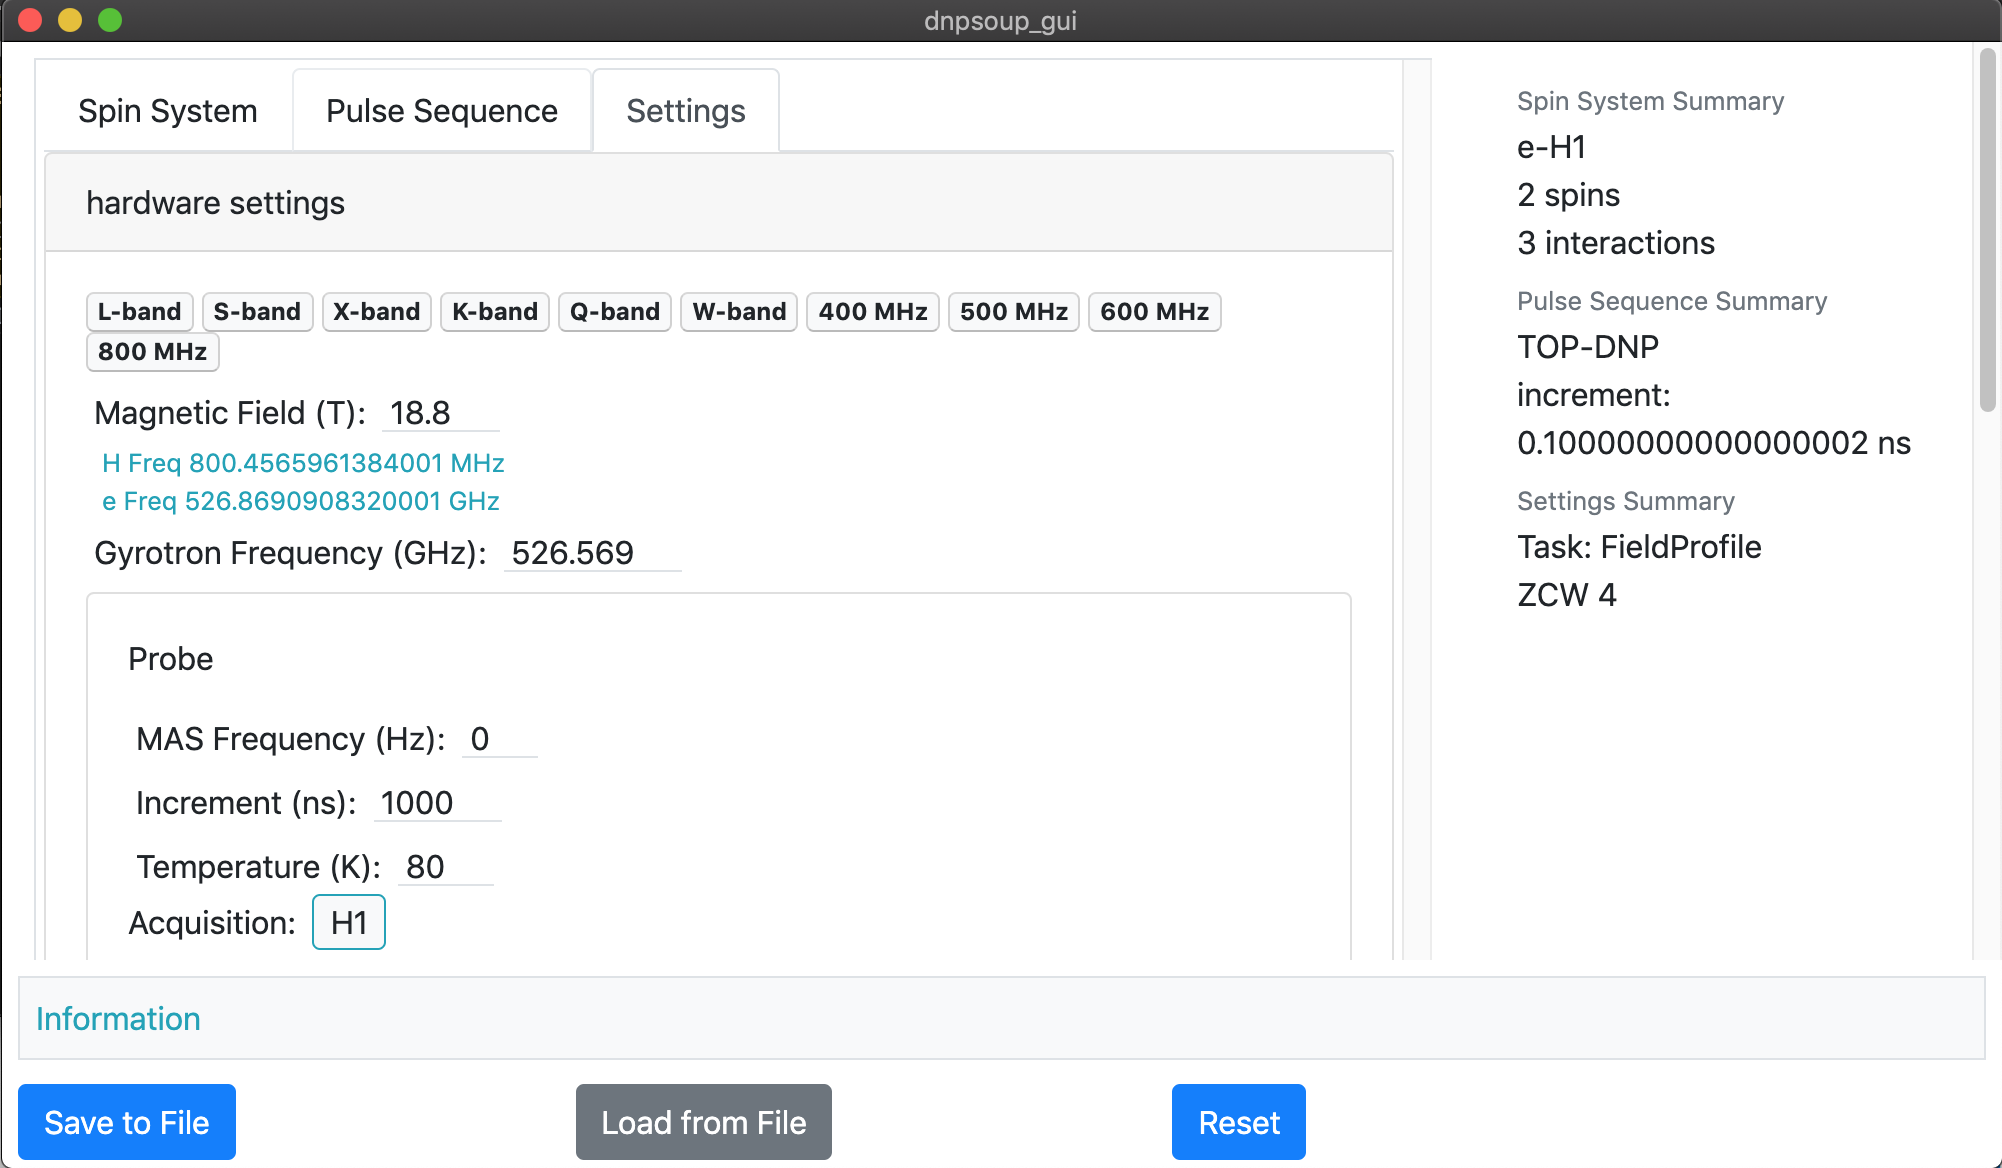 dnpsoup_gui
Spin System Pulse Sequence Settings
hardware settings
L-band S-band X-band K-band Q-band W-band 400 MHz 500 MHz 600 MHz
800 MHz
Magnetic Field (T): 18.8
H Freq 800.4565961384001 MHz
e Freq 526.8690908320001 GHz
Gyrotron Frequency (GHz): 526.569
Probe
MAS Frequency (Hz): 0
Increment (ns): 1000
Temperature (K): 80
Acquisition: H1
Spin System Summary
e-H1
2 spins
3 interactions
Pulse Sequence Summary
TOP-DNP
increment:
0.10000000000000002 ns
Settings Summary
Task: FieldProfile
ZCW 4
Information
Save to File Load from File Reset